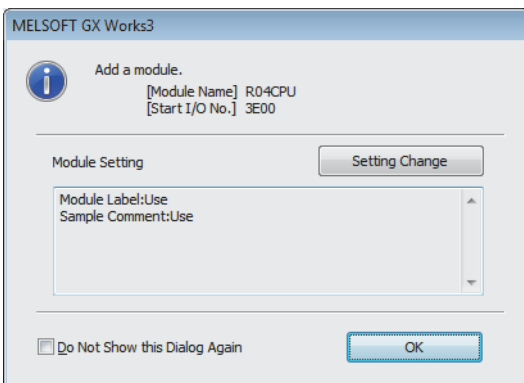 MELSOFT GX Works3
Add a module.
[Module Name] R04CPU
[Start I/O No.] 3E00
Module Setting
Setting Change
Module Label:Use
Sample Comment:Use
Do Not Show this Dialog Again
OK